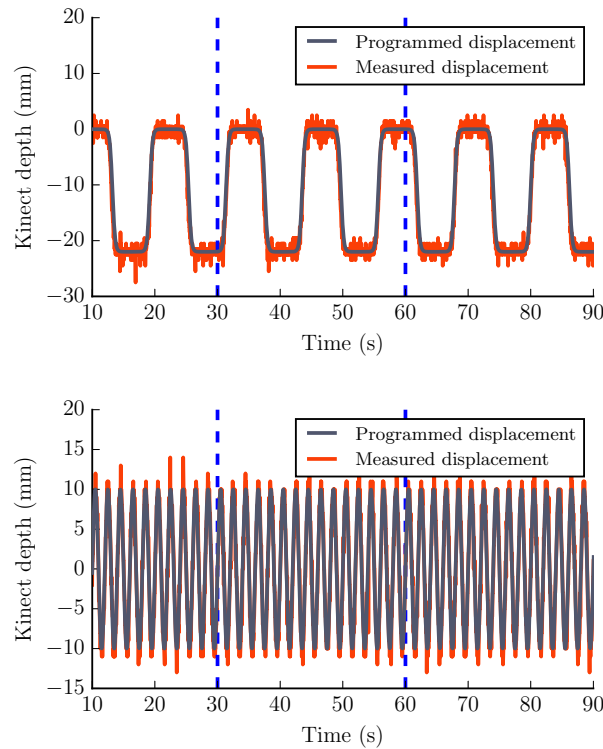 20
10
0
−10
−20
−30
Kinect depth (mm)
Programmed displacement
Measured displacement
10 20 30 40 50 60 70 80 90
Time (s)
20
15
10
5
0
−5
−10
−15
Kinect depth (mm)
Programmed displacement
Measured displacement
10 20 30 40 50 60 70 80 90
Time (s)